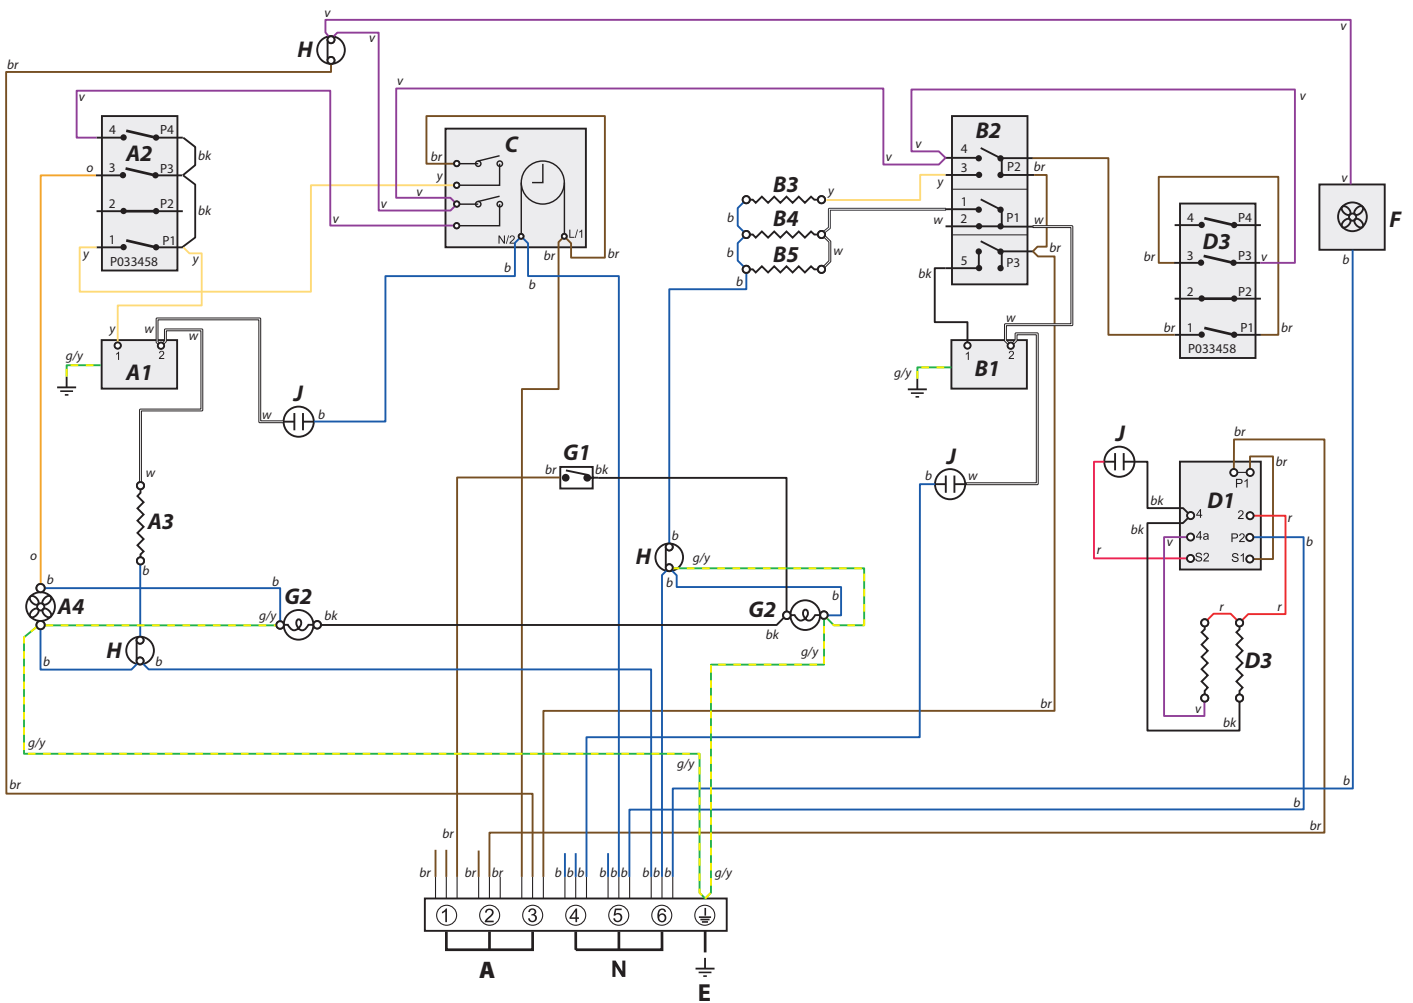 v v
H
v
br
v
v
v
4 P4
A2
bk
o 3 P3
2 P2
bk
1 P1
y y
P033458
C
br
y
v
v
v
N/2 L/1
br
br
b
b
B2
v
v
4
3
P2
br
y
1
2
P1
w w
P3
5
bk
br
B3
y
b
B4
b
B5
w
b
4 P4
D3
br 3 P3 v
2 P2
br 1 P1 br
P033458
v
F
b
y
w
w
g/y
1 2
A1
J
w b
w
A3
b
w
1 2
B1
g/y
G1
br bk
J
b w
J
bk
bk
r
br
br
P1
D1
4 2 r
v 4a P2 b
S2 S1
r r
D3
v
bk
o
b b
A4
g/y
G2
bk
H
b b
g/y
b
H
g/y
b
b
G2
bk
g/y
g/y
br
br
b
b
br
br
br
br br
b b b
b b b
b b b
g/y
1 2 3 4 5 6
A N
E